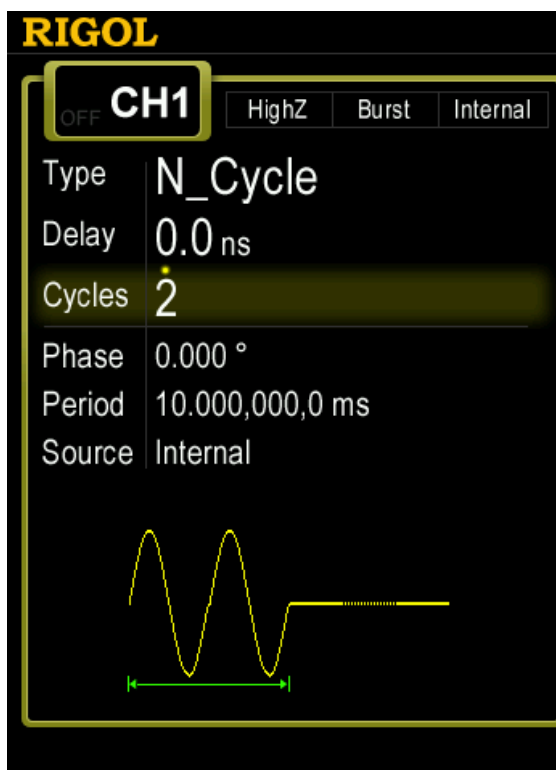 RIGOL
OFF CH1 HighZ Burst Internal
Type N_Cycle
Delay 0.0 ns
Cycles 2
Phase 0.000 °
Period 10.000,000,0 ms
Source Internal